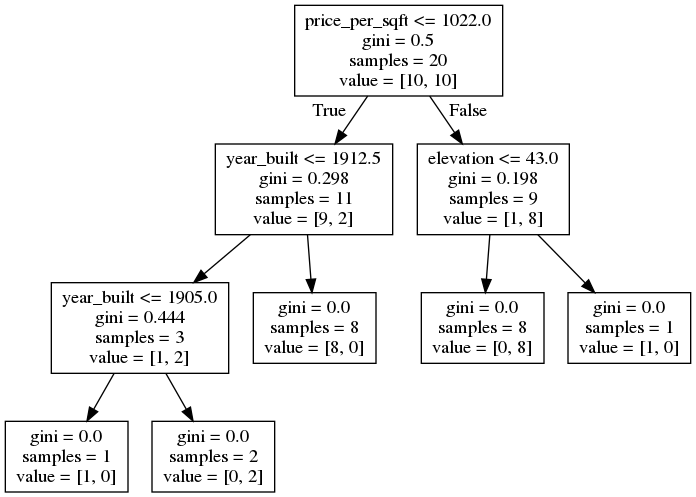 price_per_sqft <= 1022.0
gini = 0.5
samples = 20
value = [10, 10]
True
False
year_built <= 1912.5
gini = 0.298
samples = 11
value = [9, 2]
elevation <= 43.0
gini = 0.198
samples = 9
value = [1, 8]
year_built <= 1905.0
gini = 0.444
samples = 3
value = [1, 2]
gini = 0.0
samples = 8
value = [8, 0]
gini = 0.0
samples = 8
value = [0, 8]
gini = 0.0
samples = 1
value = [1, 0]
gini = 0.0
samples = 1
value = [1, 0]
gini = 0.0
samples = 2
value = [0, 2]